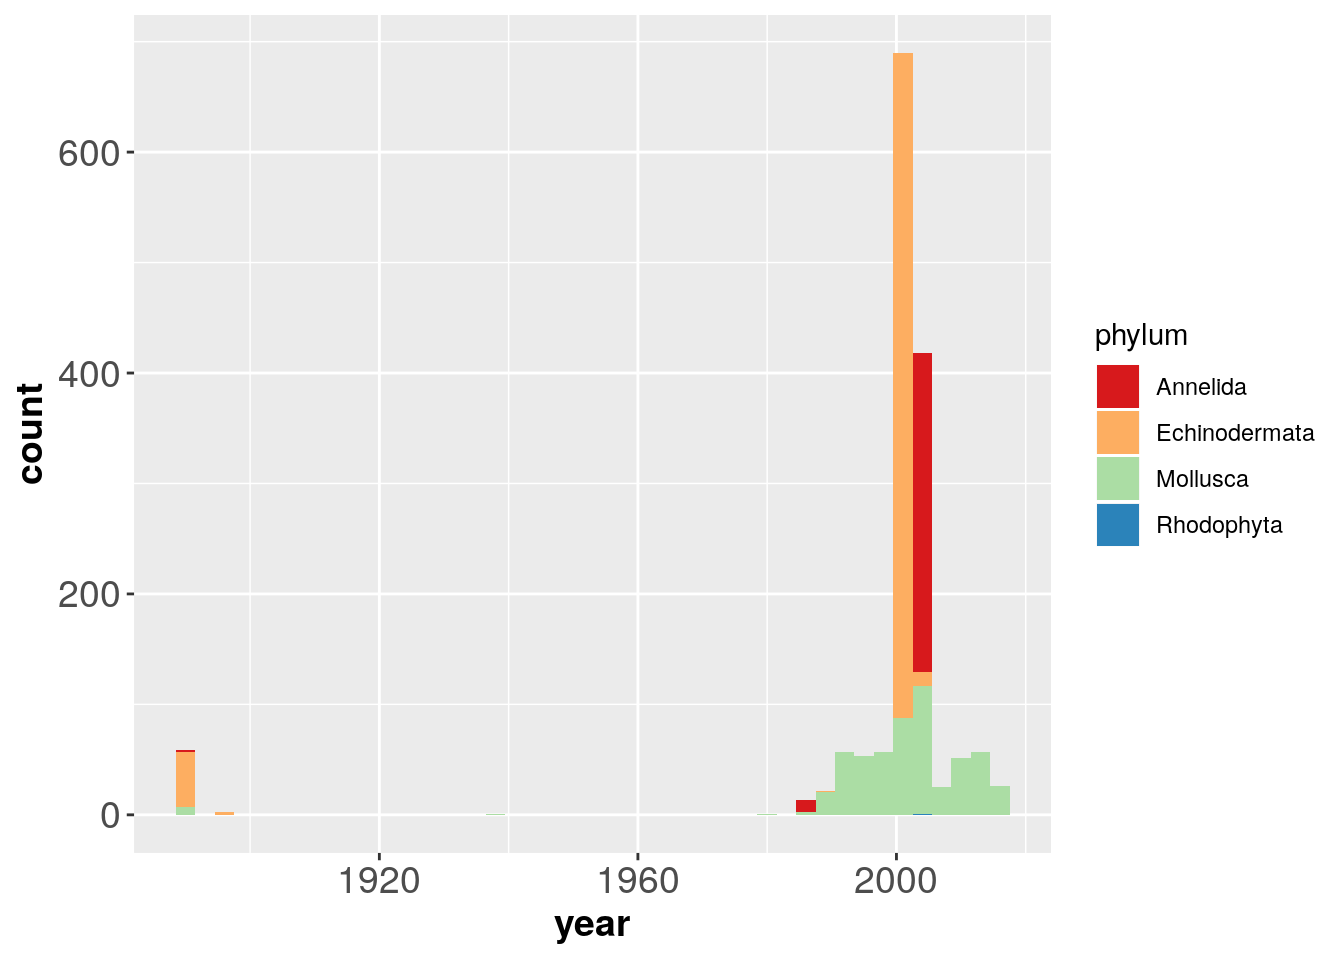 600
400
200
0
count
1920
1960
2000
year
phylum
Annelida
Echinodermata
Mollusca
Rhodophyta